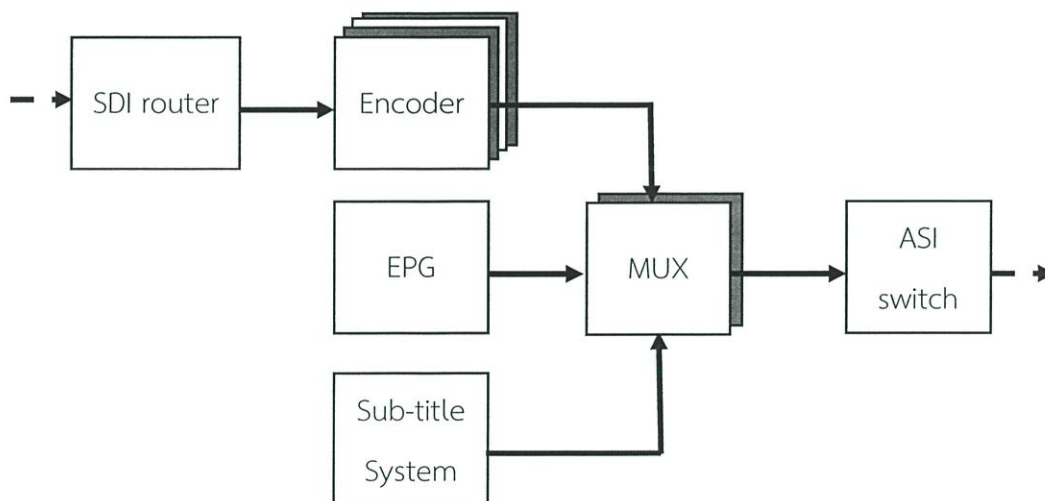 SDI router
Encoder
EPG
MUX
ASI
switch
Sub-title
System